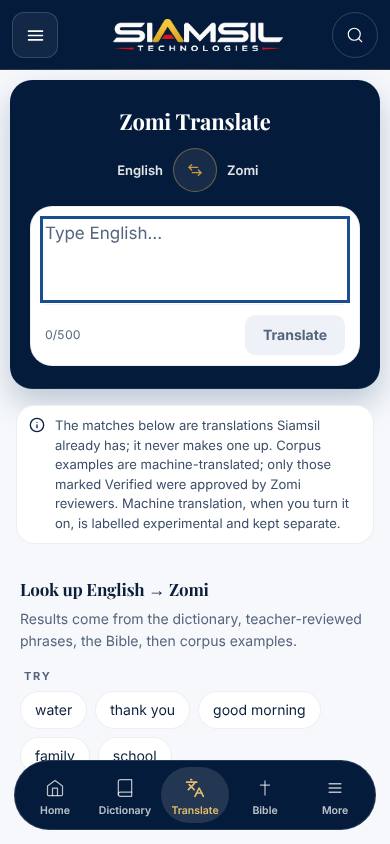 SIAMSIL
TECHNOLOGIES
Zomi Translate
English
Zomi
Type English...
0/500
Translate
The matches below are translations Siamsil
already has; it never makes one up. Corpus
examples are machine-translated; only those
marked Verified were approved by Zomi
reviewers. Machine translation, when you turn it
on, is labelled experimental and kept separate.
Look up English → Zomi
Results come from the dictionary, teacher-reviewed
phrases, the Bible, then corpus examples.
TRY
water
thank you
good morning
family
school
Home
Dictionary
Translate
Bible
More